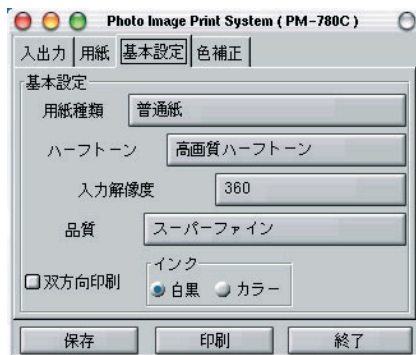 Photo Image Print System ( PM-780C )
入出力 用紙 基本設定 色補正
基本設定
用紙種類 普通紙
ハーフトーン 高画質ハーフトーン
入力解像度 360
品質 スーパーファイン
インク
双方向印刷
白黒 カラー
保存 印刷 終了